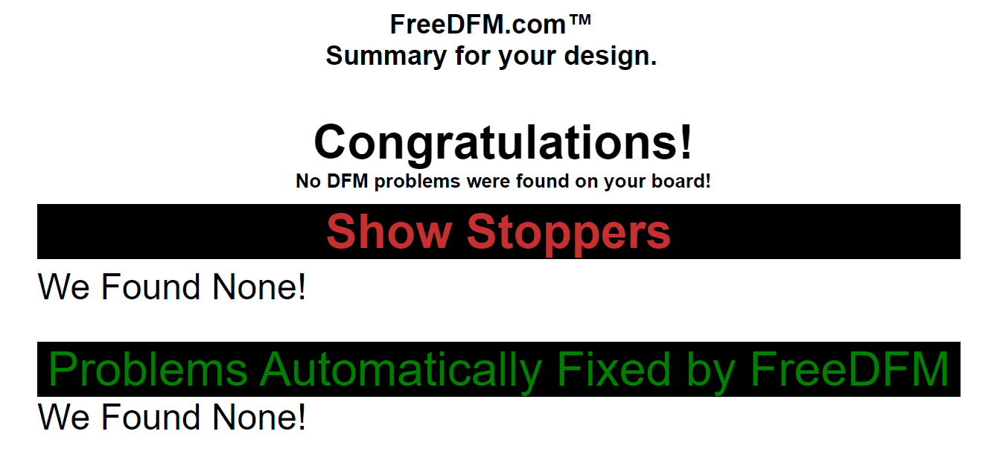 FreeDFM.com™
Summary for your design.
Congratulations!
No DFM problems were found on your board!
Show Stoppers
We Found None!
Problems Automatically Fixed by FreeDFM
We Found None!